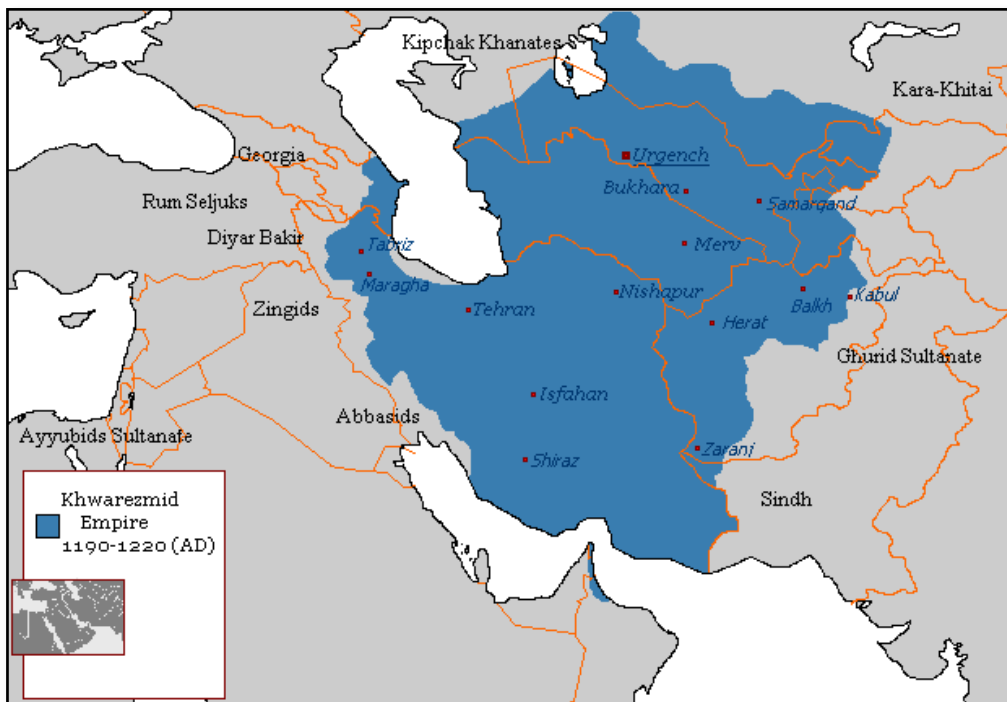 Kipchak Khanates
Kara-Khitai
Georgia
Urgench
Bukhara
Samarqand
Rum Seljuks
Diyar Bakir
Tabriz
Merv
Maragha
Zingids
Tehran
Nishapur
Balkh
Kabul
Herat
Ghurid Sultanate
Isfahan
Abbasids
Ayyubids Sultanate
Shiraz
Zaranj
Sindh
Khwarezmid
Empire
1190-1220 (AD)